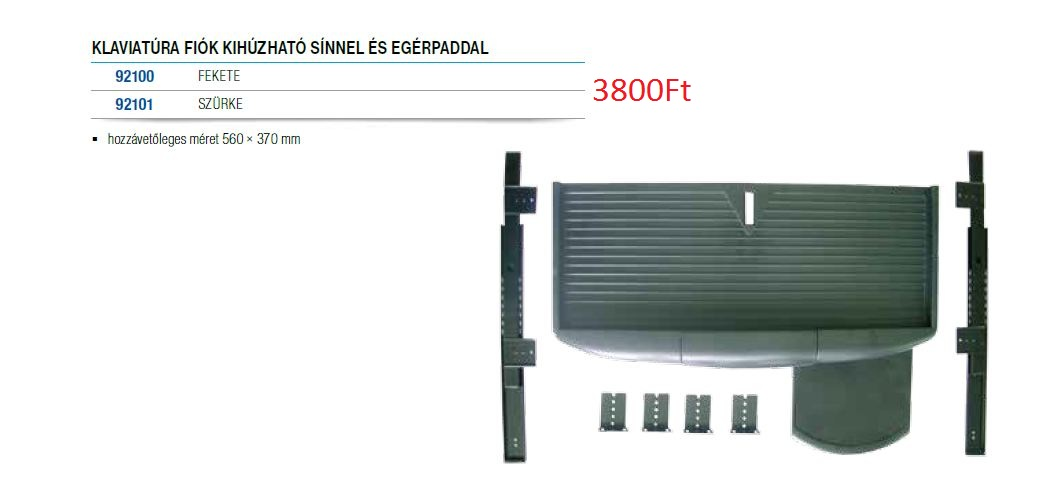 KLAVIATÚRA FIÓK KIHÚZHATÓ SÍNNEL ÉS EGÉRPADDAL
92100 FEKETE
92101 SZÜRKE
3800Ft
▪ hozzávetőleges méret 560 × 370 mm